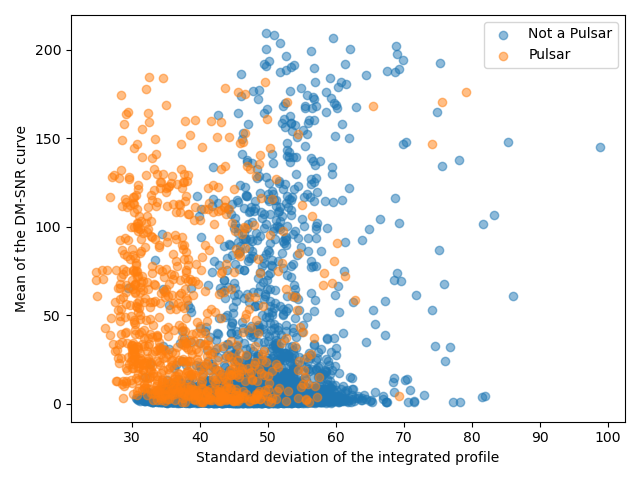 Not a Pulsar
Pulsar
Mean of the DM-SNR curve
200
150
100
50
0
30 40 50 60 70 80 90 100
Standard deviation of the integrated profile